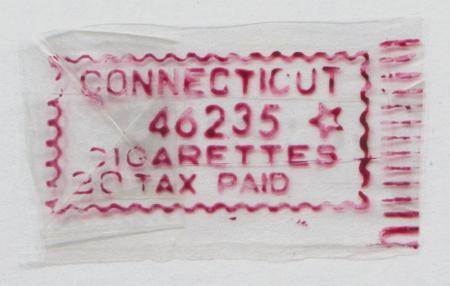 CONNECTICUT
46235 ☆
CIGARETTES
20 TAX PAID